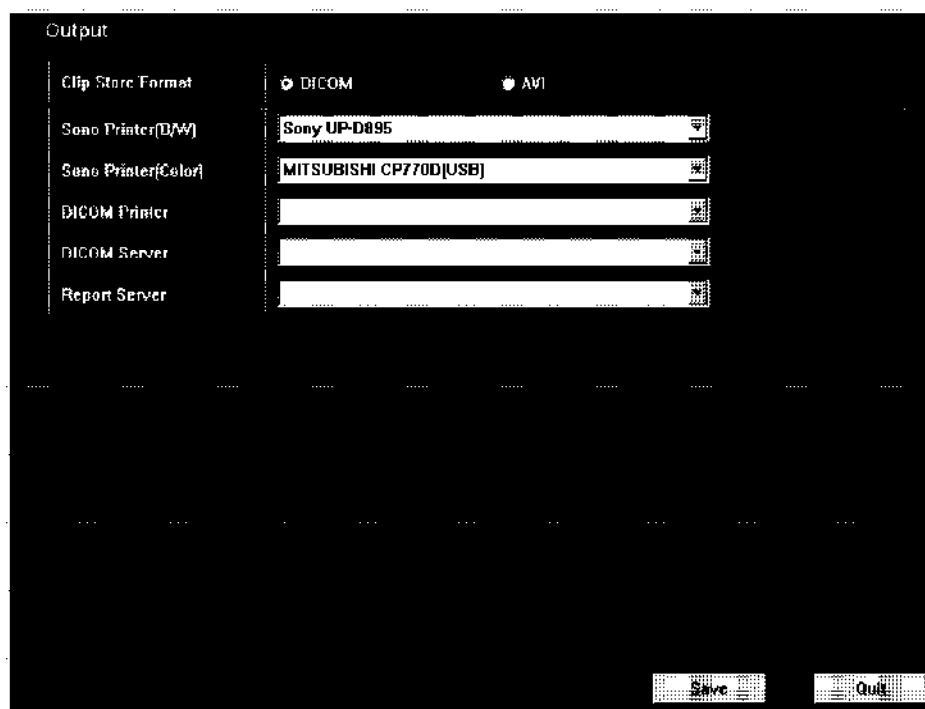 Output
Clip Store Format DICOM AVI
Sono Printer(B/W) Sony UP-D895
Sono Printer(Color) MITSUBISHI CP770D(USB)
DICOM Printer
DICOM Server
Report Server
Save Quit